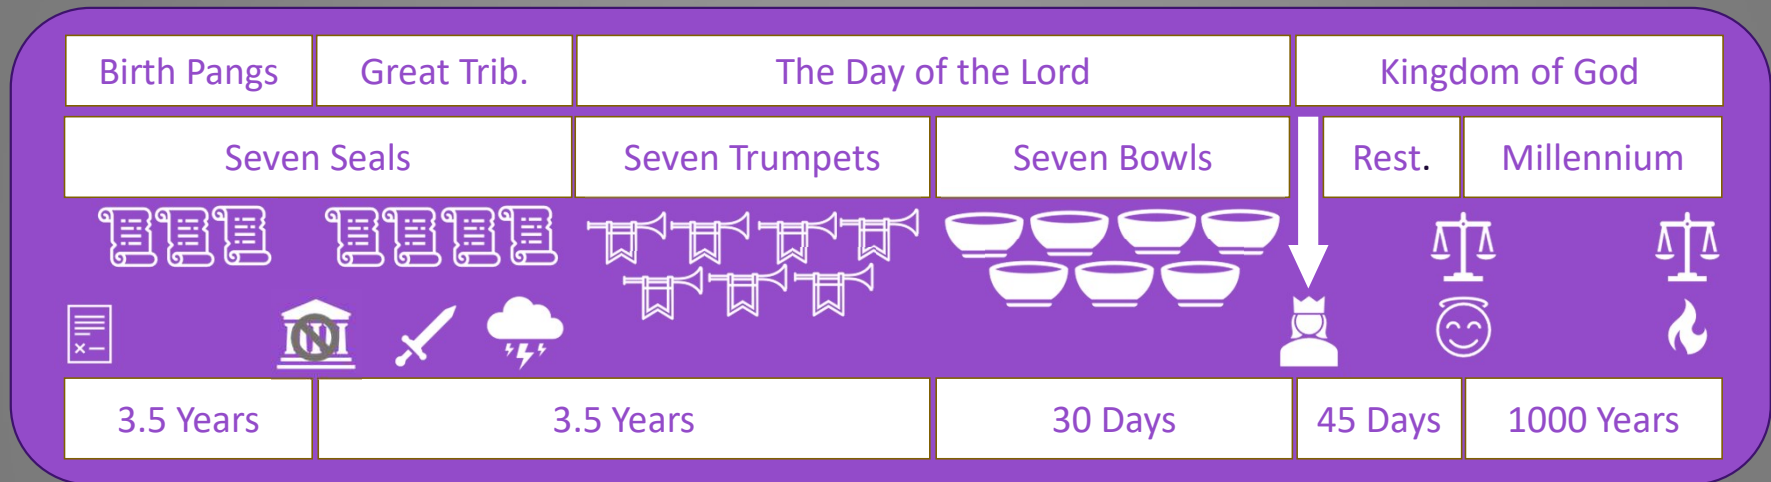 Birth Pangs
Great Trib.
The Day of the Lord
Kingdom of God
Seven Seals
Seven Trumpets
Seven Bowls
Rest.
Millennium
3.5 Years
3.5 Years
30 Days
45 Days
1000 Years